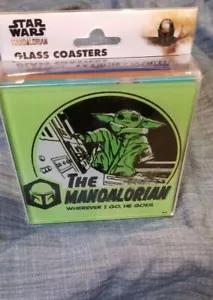 STAR
WARS
THE
MANDALORIAN
GLASS COASTERS
THE
MANDALORIAN
WHEREVER I GO, HE GOES.